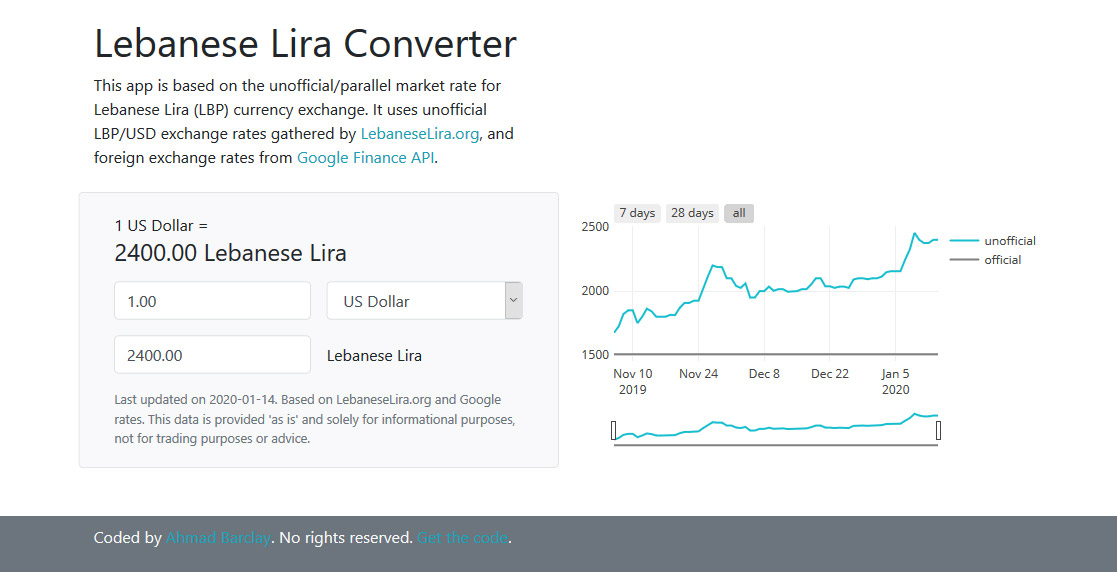 Lebanese Lira Converter
This app is based on the unofficial/parallel market rate for
Lebanese Lira (LBP) currency exchange. It uses unofficial
LBP/USD exchange rates gathered by LebaneseLira.org, and
foreign exchange rates from Google Finance API.
1 US Dollar =
2400.00 Lebanese Lira
1.00
US Dollar
2400.00
Lebanese Lira
Last updated on 2020-01-14. Based on LebaneseLira.org and Google
rates. This data is provided 'as is' and solely for informational purposes,
not for trading purposes or advice.
7 days 28 days all
2500
2000
1500
Nov 10 Nov 24 Dec 8 Dec 22 Jan 5
2019 2020
unofficial
official
Coded by Ahmad Barclay. No rights reserved. Get the code.